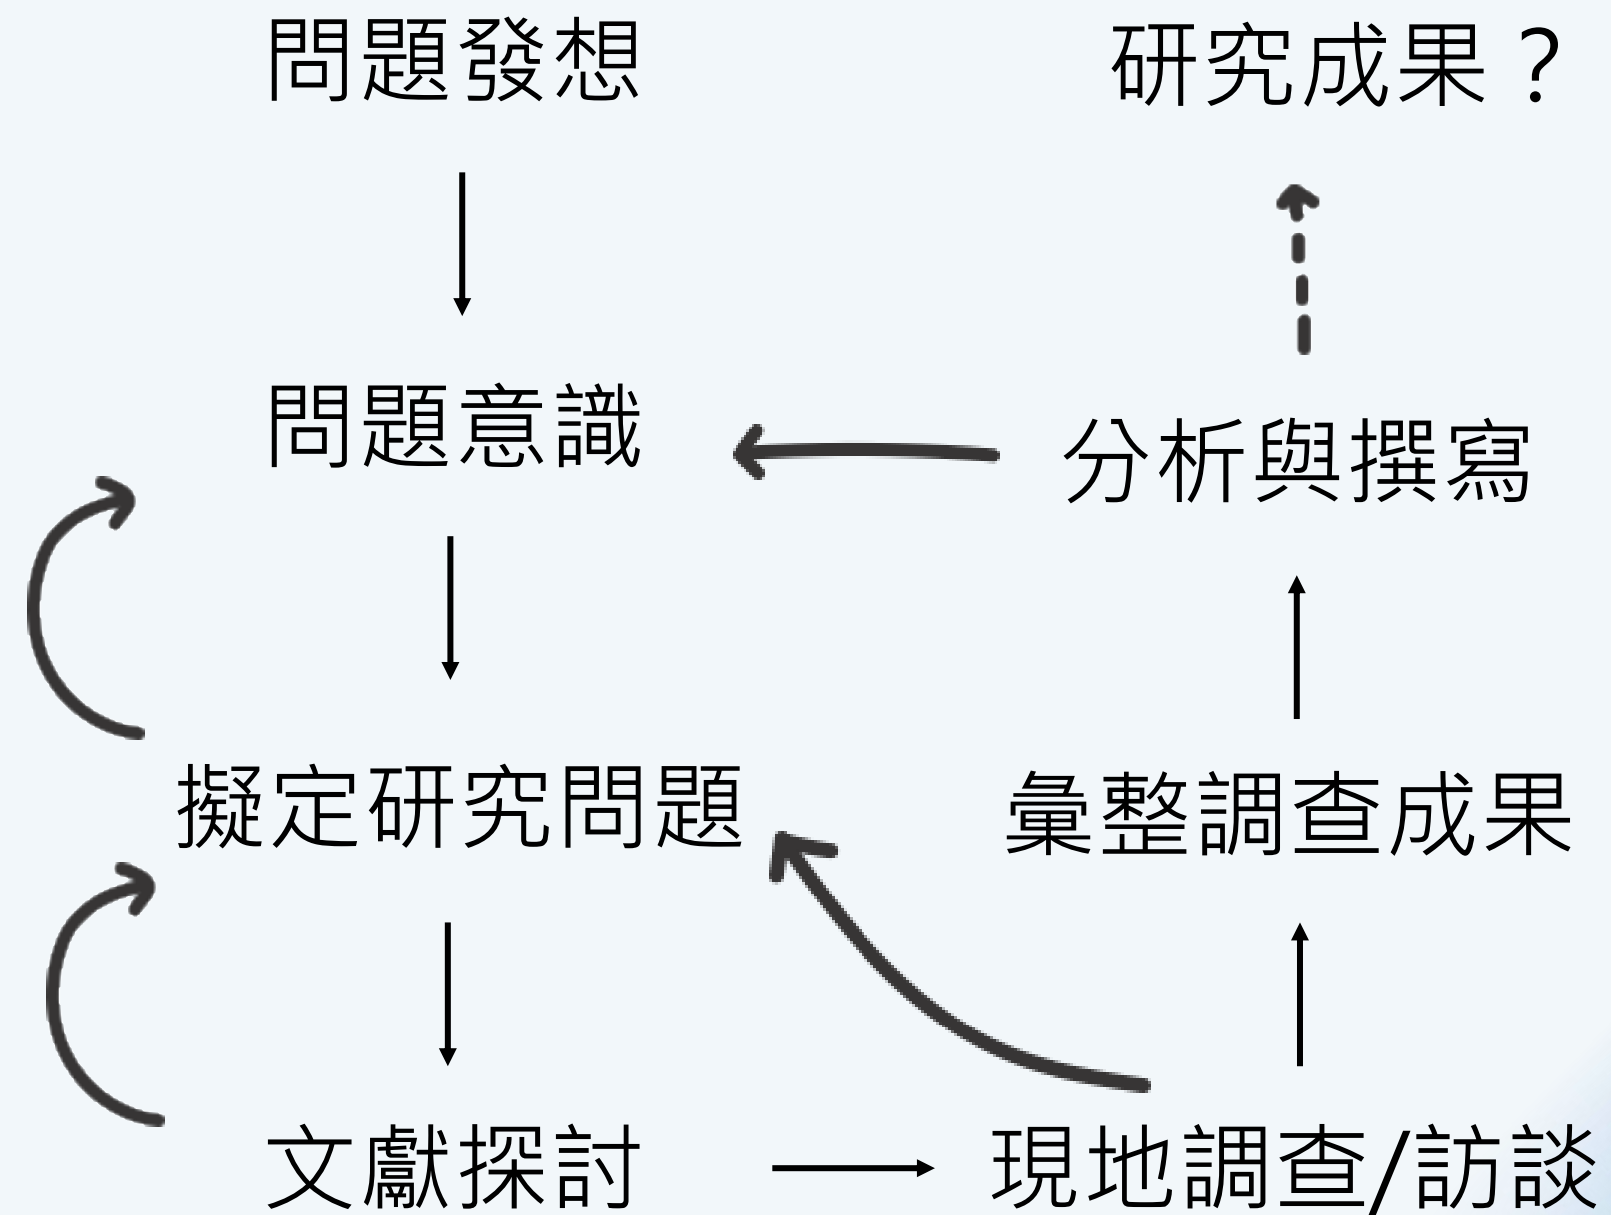 問題發想
問題意識
擬定研究問題
文獻探討
現地調查/訪談
彙整調查成果
分析與撰寫
研究成果？